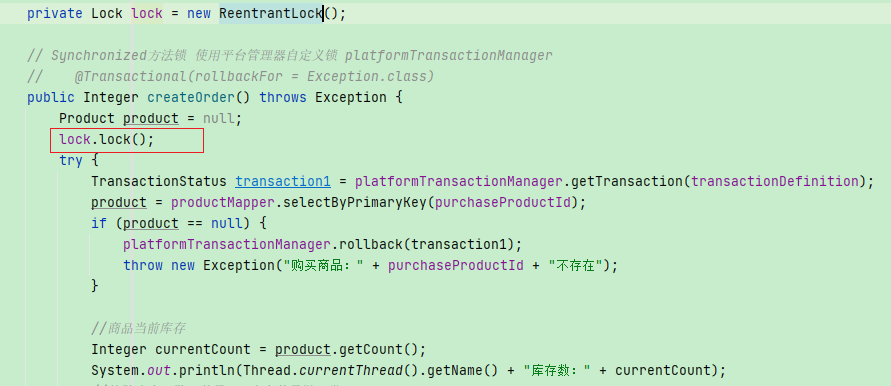 private Lock lock = new ReentrantLock();
// Synchronized方法锁 使用平台管理器自定义锁 platformTransactionManager
//    @Transactional(rollbackFor = Exception.class)
public Integer createOrder() throws Exception {
Product product = null;
lock.lock();
try {
TransactionStatus transaction1 = platformTransactionManager.getTransaction(transactionDefinition);
product = productMapper.selectByPrimaryKey(purchaseProductId);
if (product == null) {
platformTransactionManager.rollback(transaction1);
throw new Exception("购买商品：" + purchaseProductId + "不存在");
}
//商品当前库存
Integer currentCount = product.getCount();
System.out.println(Thread.currentThread().getName() + "库存数：" + currentCount);